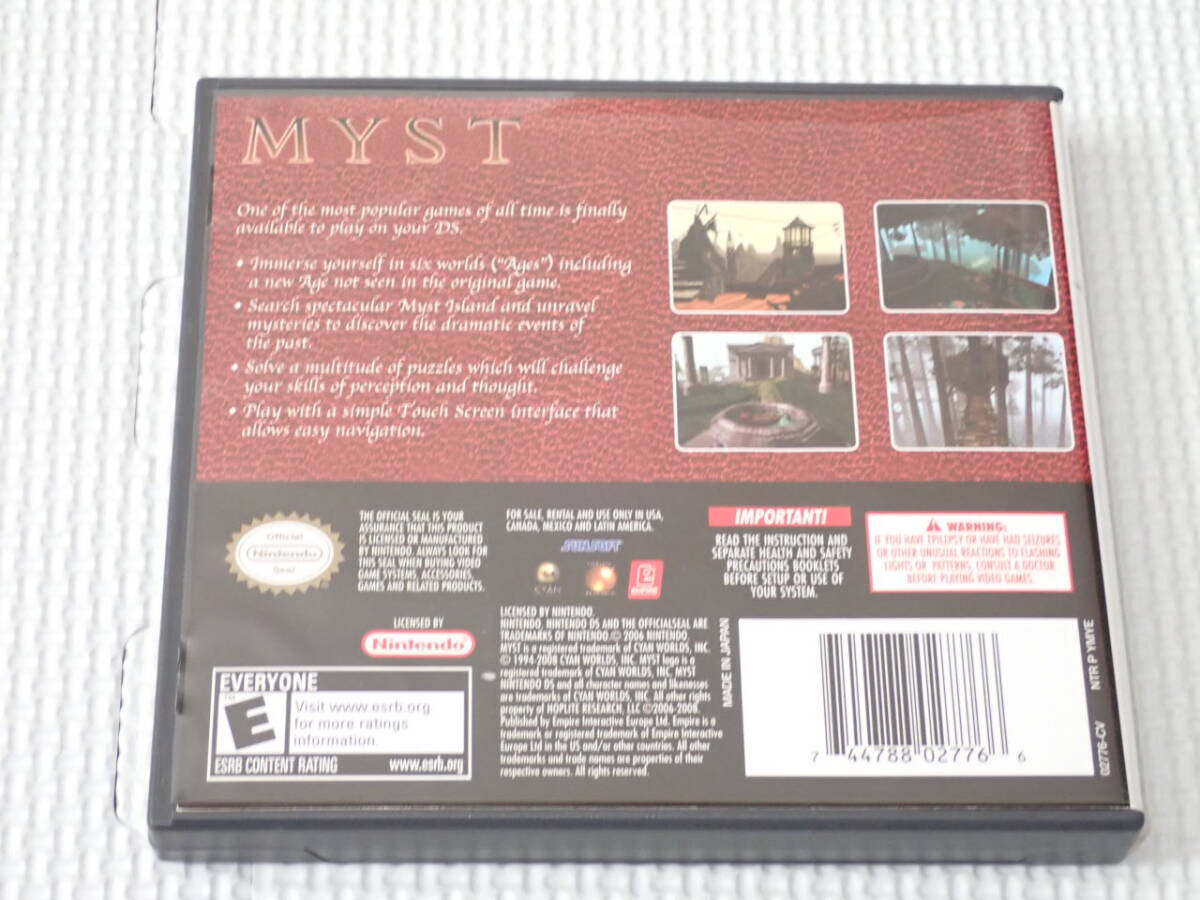 MYST
One of the most popular games of all time is finally
available to play on your DS.
• Immerse yourself in six worlds ("Ages") including
a new Age not seen in the original game.
• Search spectacular Myst Island and unravel
mysteries to discover the dramatic events of
the past.
• Solve a multitude of puzzles which will challenge
your skills of perception and thought.
• Play with a simple Touch Screen interface that
allows easy navigation.
Official
Nintendo
Seal
THE OFFICIAL SEAL IS YOUR
ASSURANCE THAT THIS PRODUCT
IS LICENSED OR MANUFACTURED
BY NINTENDO. ALWAYS LOOK FOR
THIS SEAL WHEN BUYING VIDEO
GAME SYSTEMS, ACCESSORIES,
GAMES AND RELATED PRODUCTS.
LICENSED BY
Nintendo
EVERYONE
E
Visit www.esrb.org
for more ratings
information.
ESRB CONTENT RATING www.esrb.org
FOR SALE, RENTAL AND USE ONLY IN USA,
CANADA, MEXICO AND LATIN AMERICA.
SUNSOFT
CYAN
EMPIRE
LICENSED BY NINTENDO.
NINTENDO, NINTENDO DS AND THE OFFICIALSEAL ARE
TRADEMARKS OF NINTENDO.© 2006 NINTENDO.
MYST is a registered trademark of CYAN WORLDS, INC.
© 1994-2008 CYAN WORLDS, INC. MYST logo is a
registered trademark of CYAN WORLDS, INC. MYST
NINTENDO DS and all character names and likenesses
are trademarks of CYAN WORLDS, INC. All other rights
property of HOPLITE RESEARCH, LLC ©2006-2008.
Published by Empire Interactive Europe Ltd. Empire is a
trademark or registered trademark of Empire Interactive
Europe Ltd in the US and/or other countries. All other
trademarks and trade names are properties of their
respective owners. All rights reserved.
IMPORTANT!
READ THE INSTRUCTION AND
SEPARATE HEALTH AND SAFETY
PRECAUTIONS BOOKLETS
BEFORE SETUP OR USE OF
YOUR SYSTEM.
WARNING:
IF YOU HAVE EPILEPSY OR HAVE HAD SEIZURES
OR OTHER UNUSUAL REACTIONS TO FLASHING
LIGHTS OR PATTERNS, CONSULT A DOCTOR
BEFORE PLAYING VIDEO GAMES.
MADE IN JAPAN
7 44788 02776 6
02776-CV NTR P YMYE